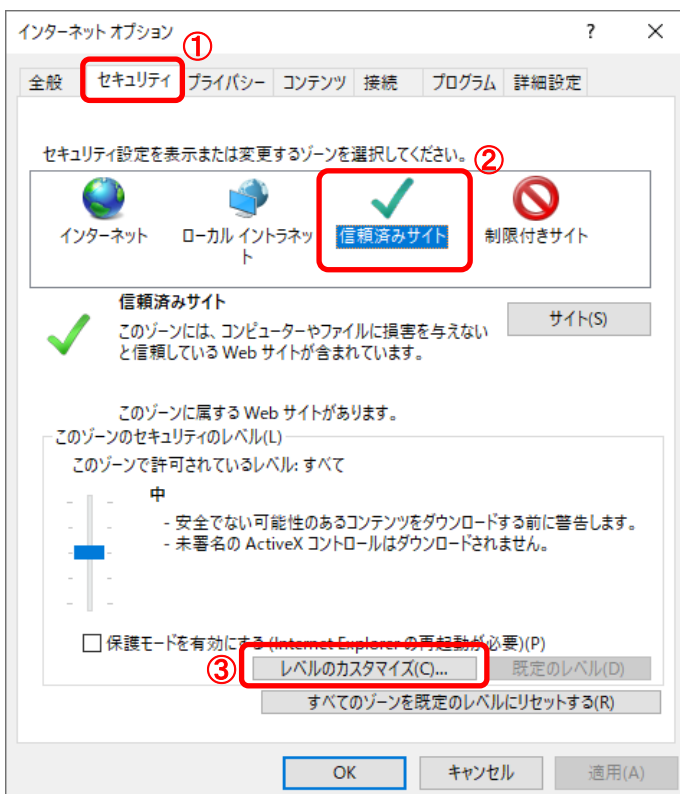 インターネット オプション ? ×
①
全般 セキュリティ プライバシー コンテンツ 接続 プログラム 詳細設定
セキュリティ設定を表示または変更するゾーンを選択してください。 ②
インターネット
ローカル イントラネッ
ト
信頼済みサイト
制限付きサイト
信頼済みサイト
サイト(S)
このゾーンには、コンピューターやファイルに損害を与えない
と信頼している Web サイトが含まれています。
このゾーンに属する Web サイトがあります。
このゾーンのセキュリティのレベル(L)
このゾーンで許可されているレベル: すべて
中
- 安全でない可能性のあるコンテンツをダウンロードする前に警告します。
- 未署名の ActiveX コントロールはダウンロードされません。
保護モードを有効にする (Internet Explorer の再起動が必要)(P)
③ レベルのカスタマイズ(C)... 既定のレベル(D)
すべてのゾーンを既定のレベルにリセットする(R)
OK キャンセル 適用(A)